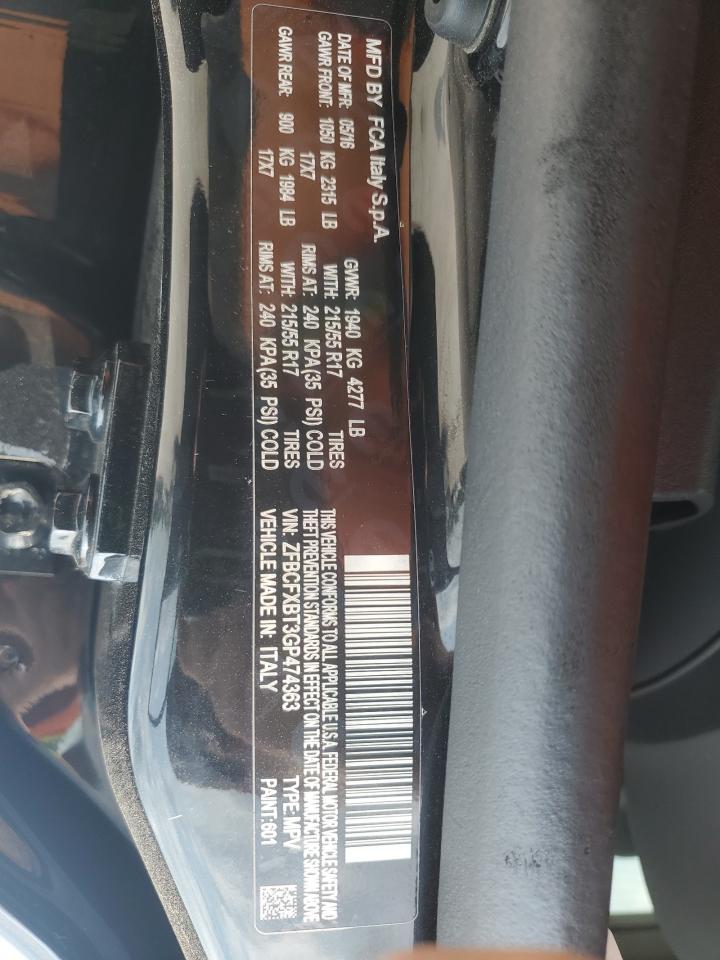 MFD BY FCA Italy S.p.A.
DATE OF MFR: 05/16 GVWR: 1940 KG 4277 LB
GAWR FRONT: 1050 KG 2315 LB WITH: 215/55 R17 TIRES
17X7 RIMS AT: 240 KPA(35 PSI) COLD
GAWR REAR: 900 KG 1984 LB WITH: 215/55 R17 TIRES
17X7 RIMS AT: 240 KPA(35 PSI) COLD
THIS VEHICLE CONFORMS TO ALL APPLICABLE U.S.A. FEDERAL MOTOR VEHICLE SAFETY AND
THEFT PREVENTION STANDARDS IN EFFECT ON THE DATE OF MANUFACTURE SHOWN ABOVE
VIN: ZFBCFXBT3GP474363 TYPE: MPV
VEHICLE MADE IN: ITALY PAINT:601